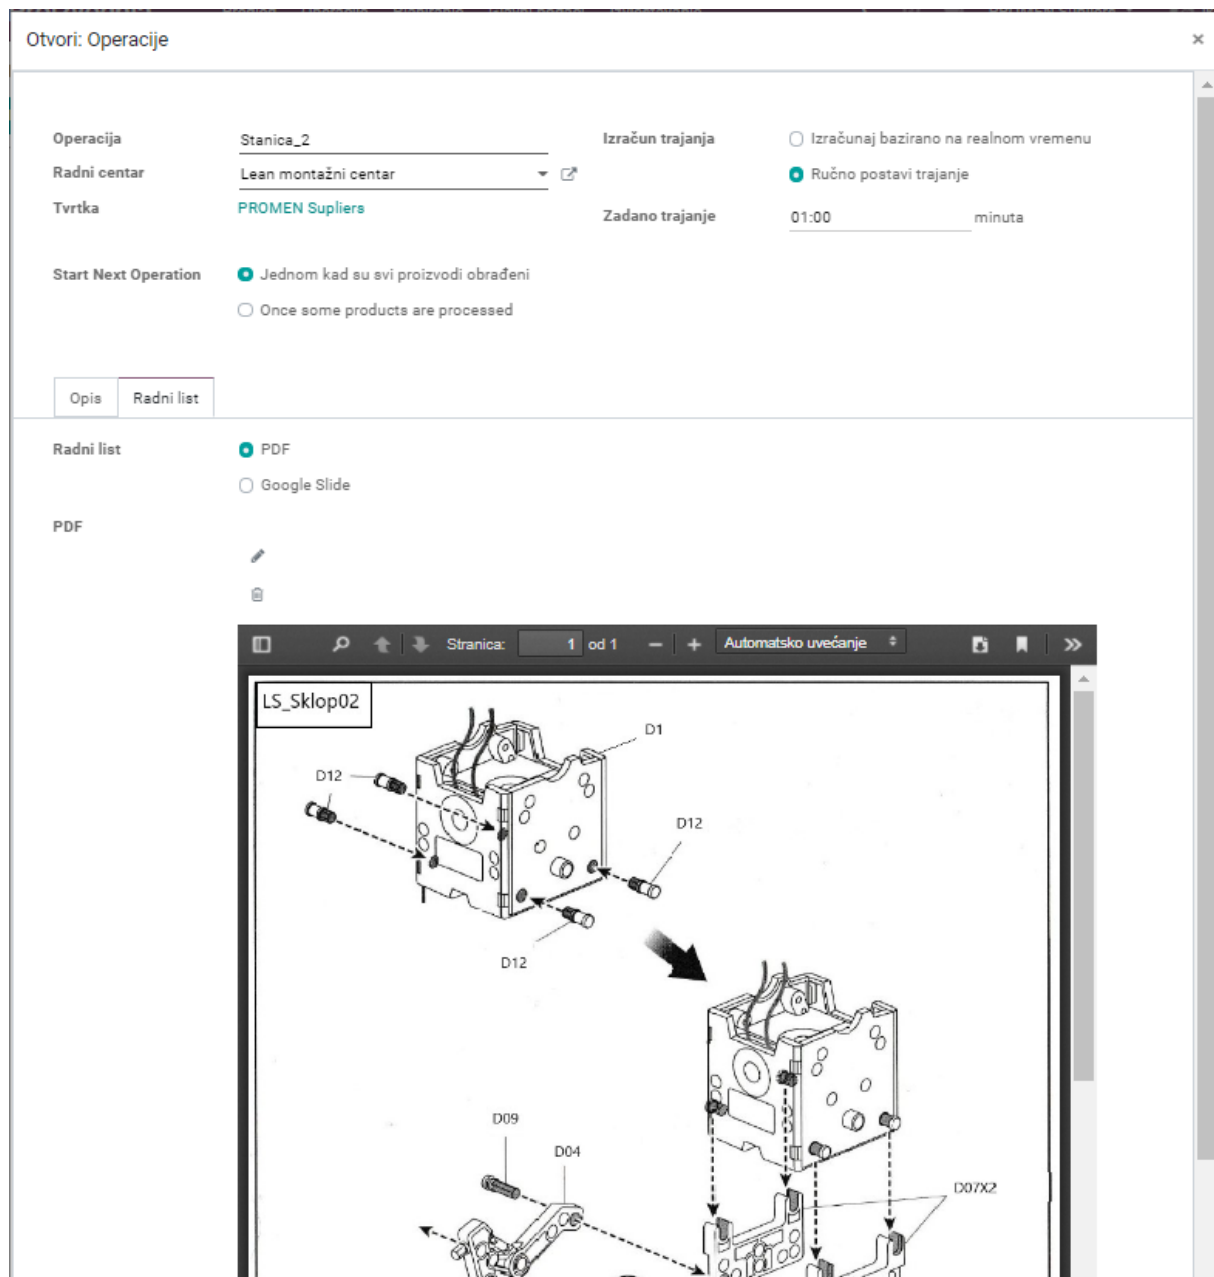 Otvori: Operacije
Operacija Stanica_2
Radni centar Lean montažni centar
Tvrtka PROMEN Supliers
Izračun trajanja Izračunaj bazirano na realnom vremenu
Ručno postavi trajanje
Zadano trajanje 01:00 minuta
Start Next Operation Jednom kad su svi proizvodi obrađeni
Once some products are processed
Opis Radni list
Radni list PDF
Google Slide
PDF
Stranica: 1 od 1 Automatsko uvećanje
LS_Sklop02
D1
D12
D12
D12
D09
D04
D07X2